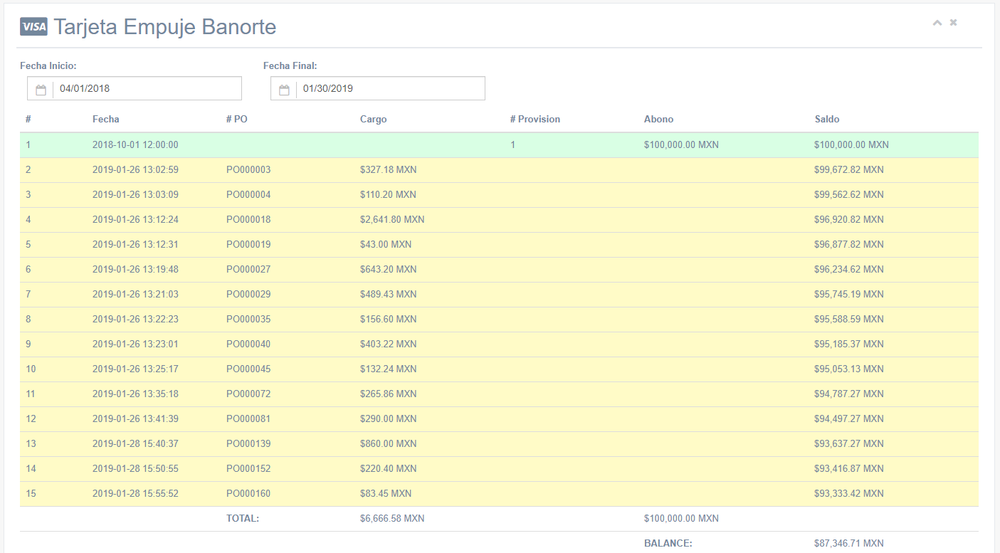 VISA Tarjeta Empuje Banorte
Fecha Inicio: Fecha Final:
04/01/2018 01/30/2019
# Fecha # PO Cargo # Provision Abono Saldo
1 2018-10-01 12:00:00 1 $100,000.00 MXN $100,000.00 MXN
2 2019-01-26 13:02:59 PO000003 $327.18 MXN $99,672.82 MXN
3 2019-01-26 13:03:09 PO000004 $110.20 MXN $99,562.62 MXN
4 2019-01-26 13:12:24 PO000018 $2,641.80 MXN $96,920.82 MXN
5 2019-01-26 13:12:31 PO000019 $43.00 MXN $96,877.82 MXN
6 2019-01-26 13:19:48 PO000027 $643.20 MXN $96,234.62 MXN
7 2019-01-26 13:21:03 PO000029 $489.43 MXN $95,745.19 MXN
8 2019-01-26 13:22:23 PO000035 $156.60 MXN $95,588.59 MXN
9 2019-01-26 13:23:01 PO000040 $403.22 MXN $95,185.37 MXN
10 2019-01-26 13:25:17 PO000045 $132.24 MXN $95,053.13 MXN
11 2019-01-26 13:35:18 PO000072 $265.86 MXN $94,787.27 MXN
12 2019-01-26 13:41:39 PO000081 $290.00 MXN $94,497.27 MXN
13 2019-01-28 15:40:37 PO000139 $860.00 MXN $93,637.27 MXN
14 2019-01-28 15:50:55 PO000152 $220.40 MXN $93,416.87 MXN
15 2019-01-28 15:55:52 PO000160 $83.45 MXN $93,333.42 MXN
TOTAL: $6,666.58 MXN $100,000.00 MXN
BALANCE: $87,346.71 MXN